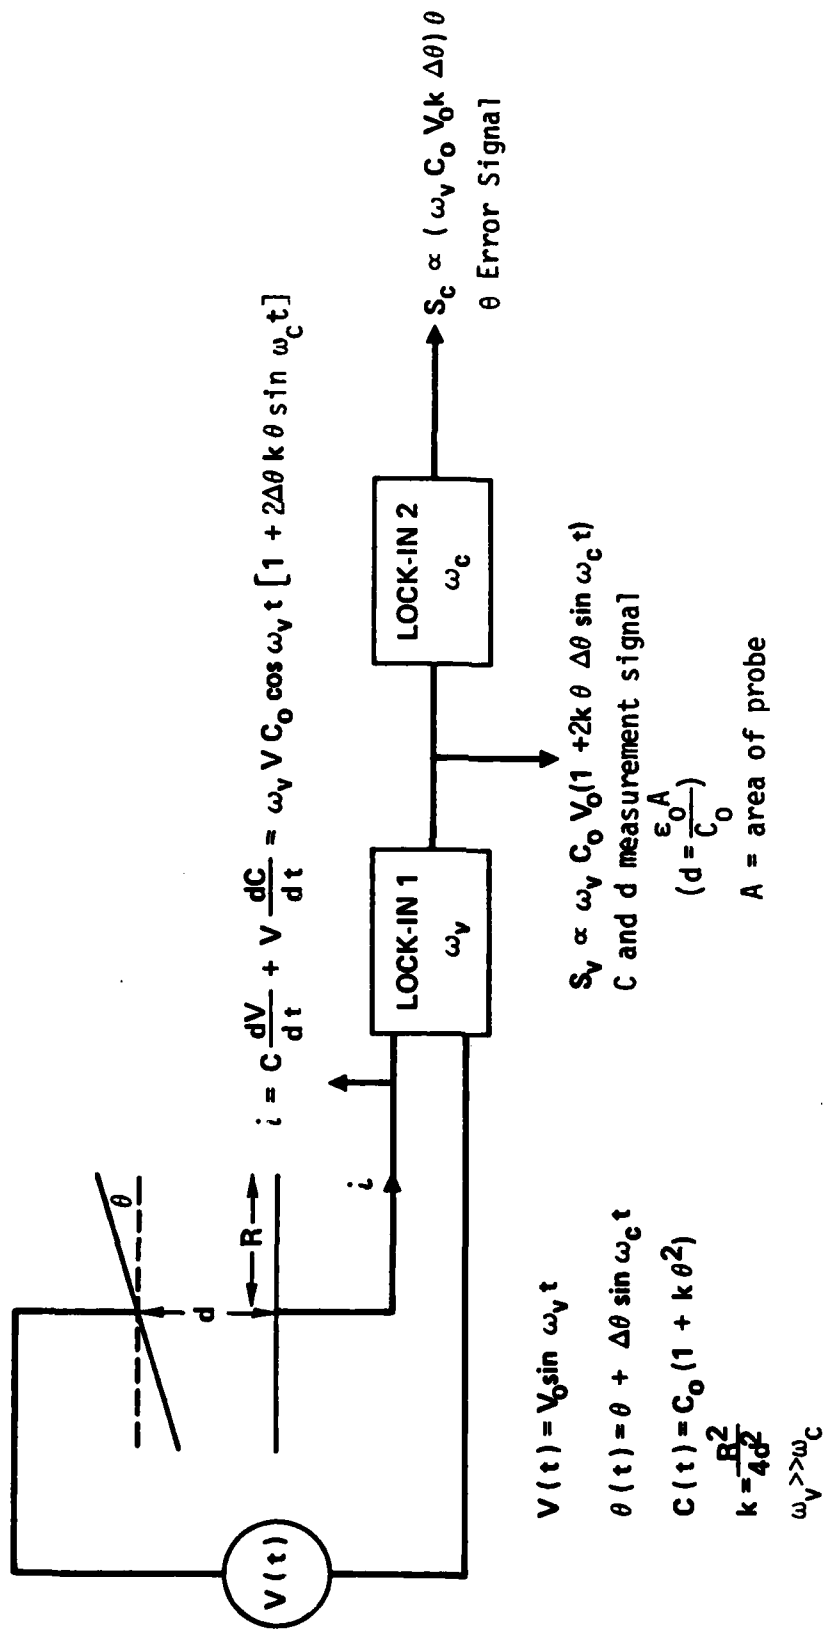 V(t)
θ
d
R
i
i = C dV/dt + V dC/dt = ω_v V C_o cos ω_v t [1 + 2Δθ k θ sin ω_c t]
LOCK-IN 1
ω_v
LOCK-IN 2
ω_c
S_c ∝ (ω_v C_o V_o k Δθ) θ
θ Error Signal
V(t) = V_o sin ω_v t
θ(t) = θ + Δθ sin ω_c t
C(t) = C_o (1 + k θ²)
k = R²/4d²
ω_v >> ω_c
S_v ∝ ω_v C_o V_o (1 + 2k θ Δθ sin ω_c t)
C and d measurement signal
(d = ε_o A/C_o)
A = area of probe